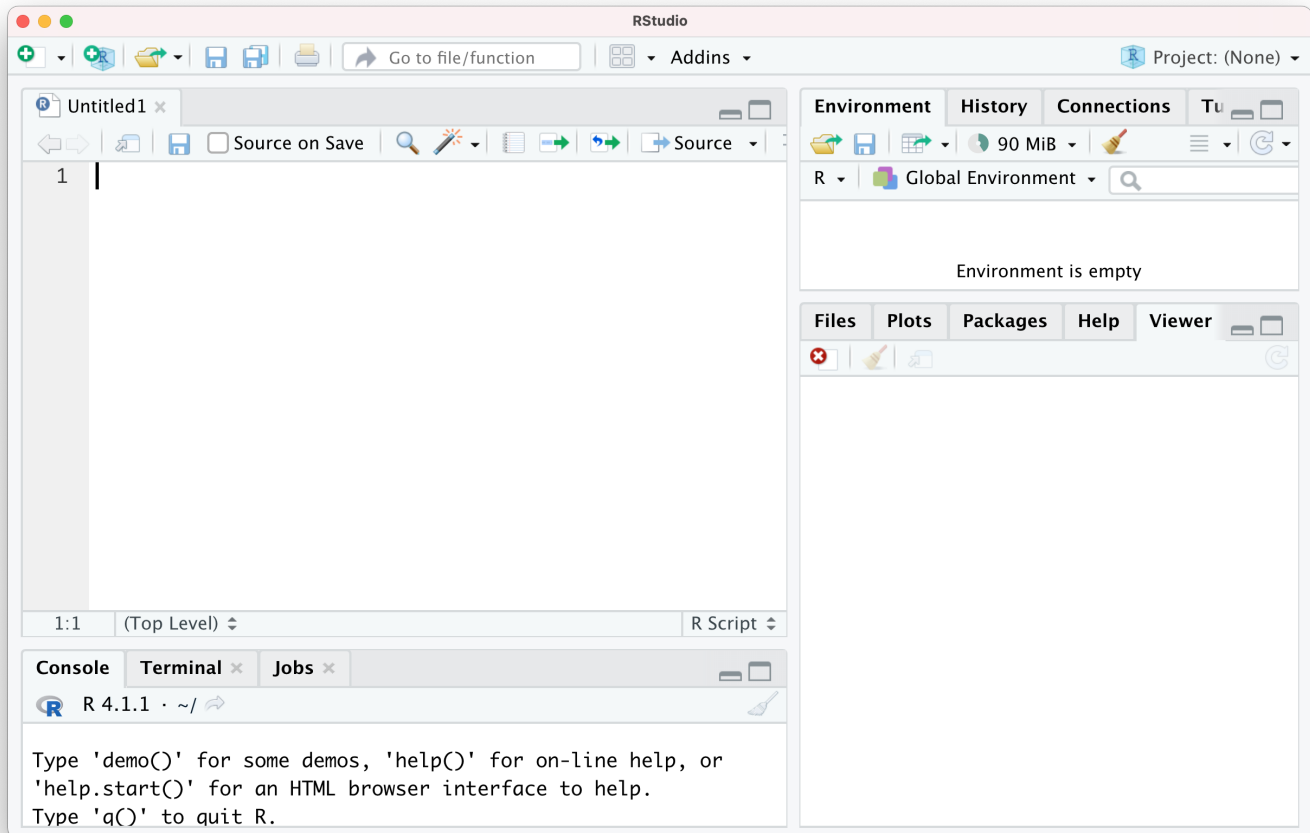 RStudio
Go to file/function
Addins
Project: (None)
Untitled1
Source on Save
Source
1
1:1
(Top Level)
R Script
Console
Terminal
Jobs
R 4.1.1 · ~/
Type 'demo()' for some demos, 'help()' for on-line help, or
'help.start()' for an HTML browser interface to help.
Type 'q()' to quit R.
Environment
History
Connections
Tu
90 MiB
R
Global Environment
Environment is empty
Files
Plots
Packages
Help
Viewer